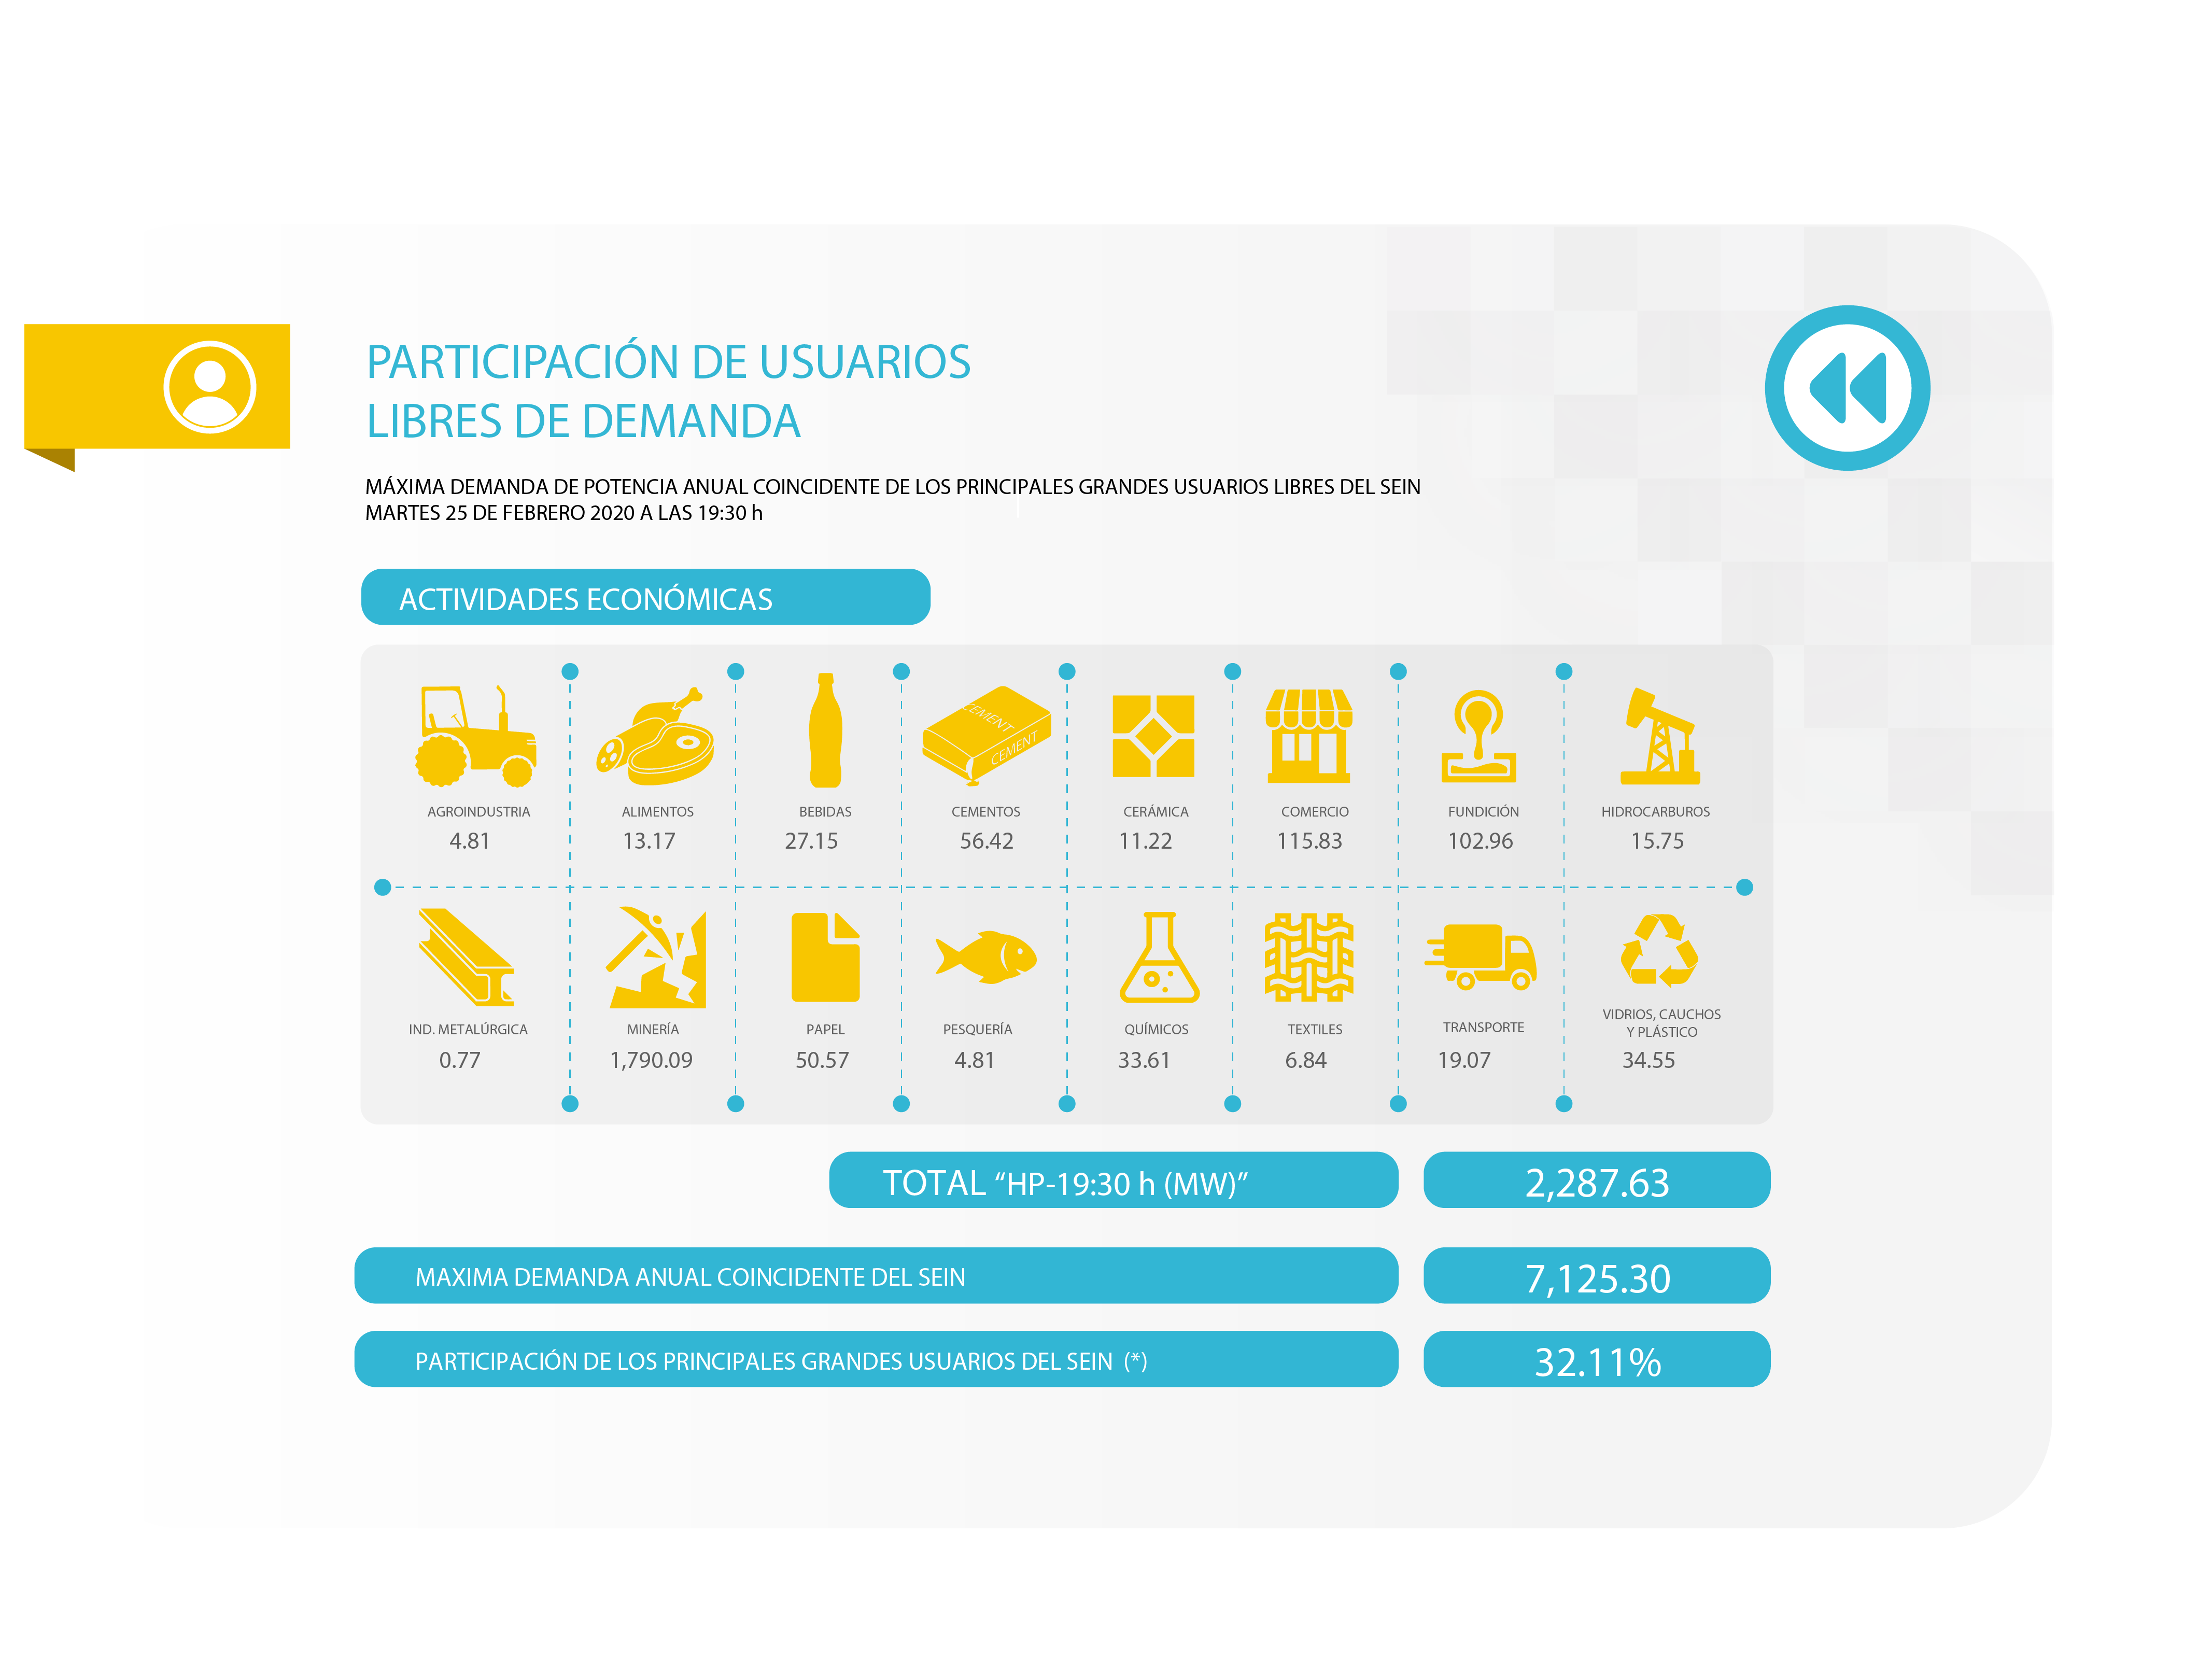 PARTICIPACIÓN DE USUARIOS
LIBRES DE DEMANDA
MÁXIMA DEMANDA DE POTENCIA ANUAL COINCIDENTE DE LOS PRINCIPALES GRANDES USUARIOS LIBRES DEL SEIN
MARTES 25 DE FEBRERO 2020 A LAS 19:30 h
ACTIVIDADES ECONÓMICAS
CEMENT
CEMENT
AGROINDUSTRIA ALIMENTOS BEBIDAS CEMENTOS CERÁMICA COMERCIO FUNDICIÓN HIDROCARBUROS
4.81 13.17 27.15 56.42 11.22 115.83 102.96 15.75
IND. METALÚRGICA MINERÍA PAPEL PESQUERÍA QUÍMICOS TEXTILES TRANSPORTE VIDRIOS, CAUCHOS
Y PLÁSTICO
0.77 1,790.09 50.57 4.81 33.61 6.84 19.07 34.55
TOTAL “HP-19:30 h (MW)” 2,287.63
MAXIMA DEMANDA ANUAL COINCIDENTE DEL SEIN 7,125.30
PARTICIPACIÓN DE LOS PRINCIPALES GRANDES USUARIOS DEL SEIN (*) 32.11%